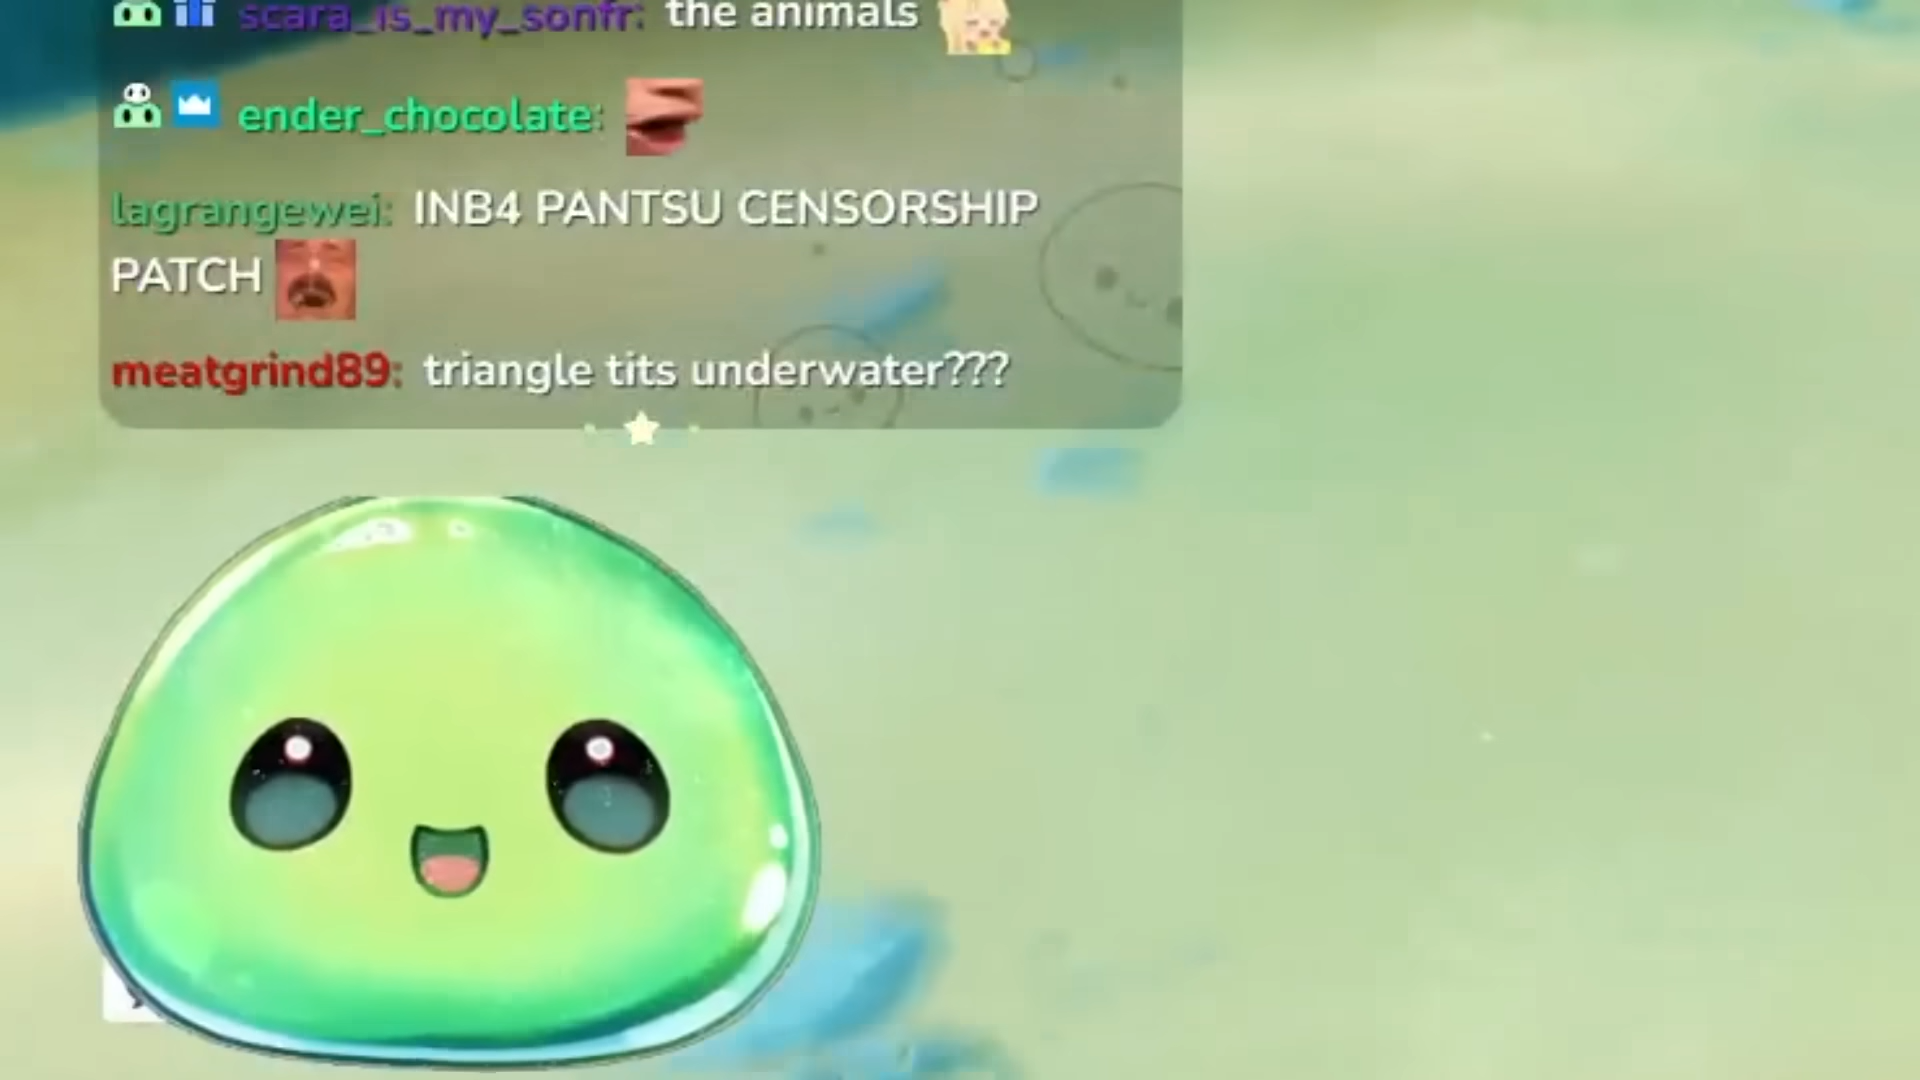 scara_is_my_sonfr: the animals
ender_chocolate:
lagrangewei: INB4 PANTSU CENSORSHIP
PATCH
meatgrind89: triangle tits underwater???